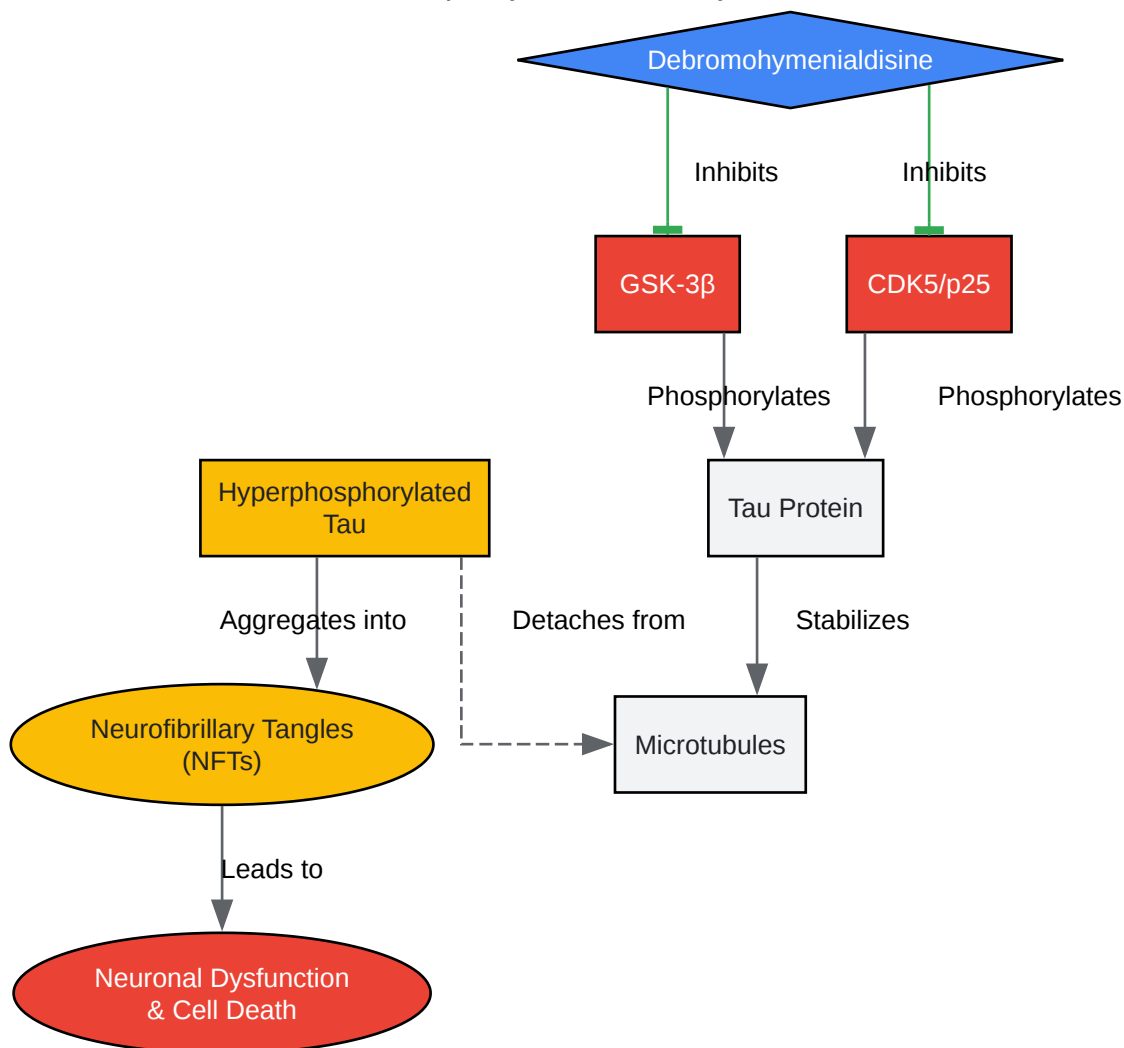 Debromohymenialdisine
Inhibits
Inhibits
GSK-3β
CDK5/p25
Phosphorylates
Phosphorylates
Hyperphosphorylated
Tau
Tau Protein
Aggregates into
Detaches from
Stabilizes
Neurofibrillary Tangles
(NFTs)
Microtubules
Leads to
Neuronal Dysfunction
& Cell Death